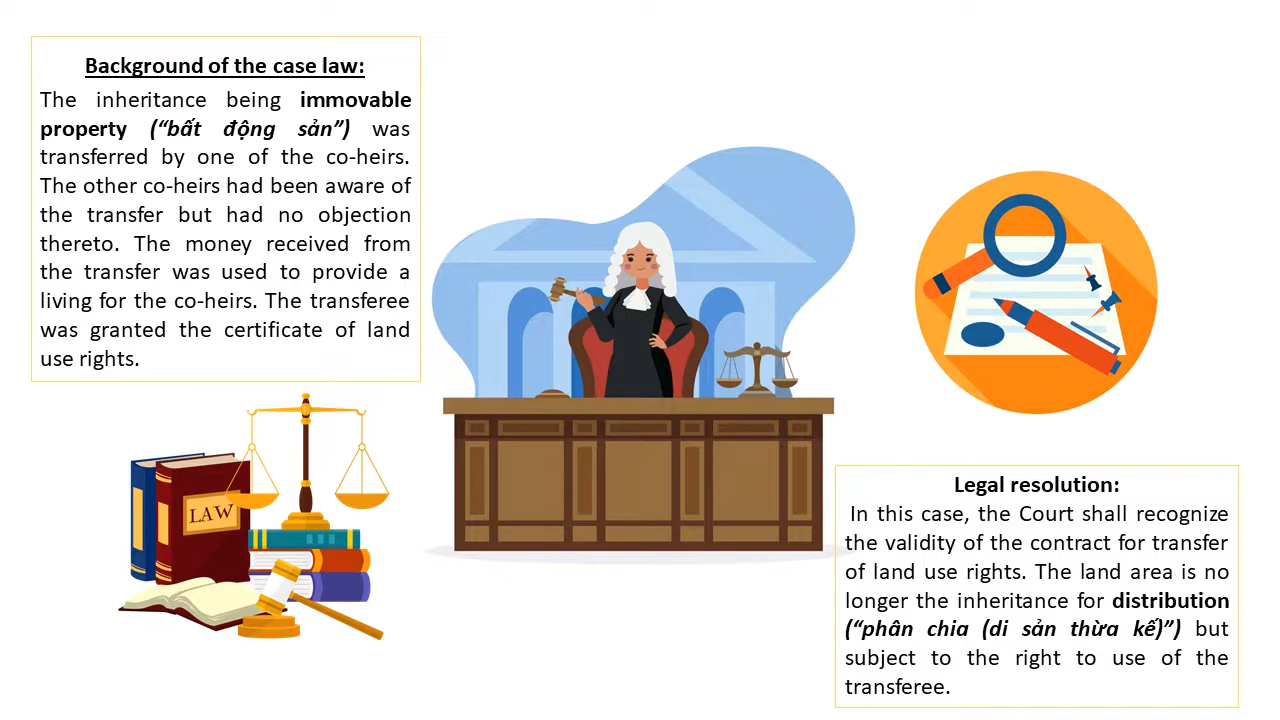 Background of the case law:
The inheritance being immovable
property (“bất động sản”) was
transferred by one of the co-heirs.
The other co-heirs had been aware of
the transfer but had no objection
thereto. The money received from
the transfer was used to provide a
living for the co-heirs. The transferee
was granted the certificate of land
use rights.
LAW
Legal resolution:
In this case, the Court shall recognize
the validity of the contract for transfer
of land use rights. The land area is no
longer the inheritance for distribution
(“phân chia (di sản thừa kế)”) but
subject to the right to use of the
transferee.